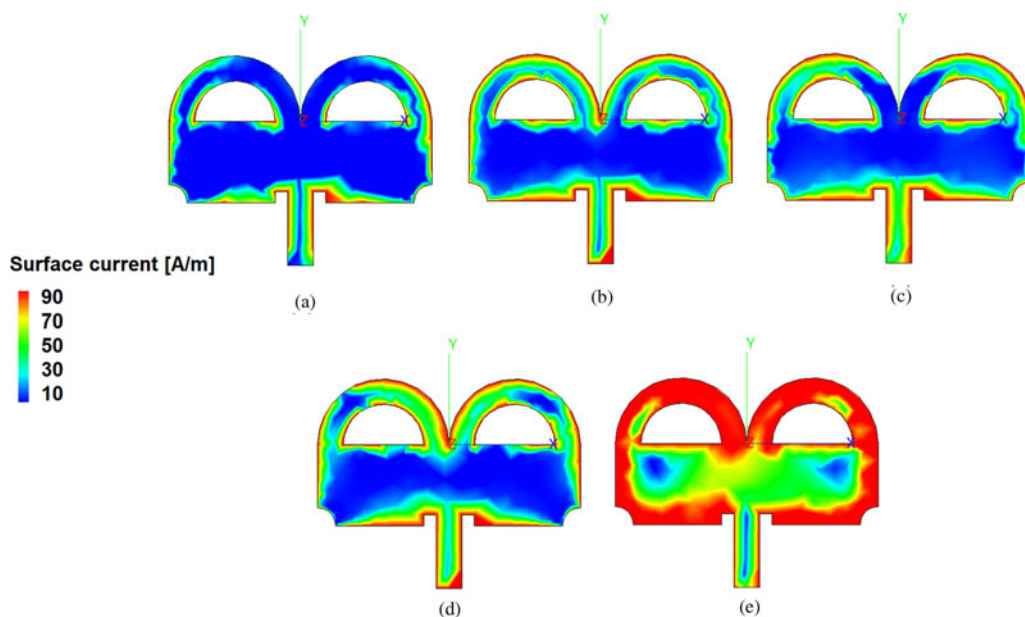 Y
Z
X
Y
Z
X
Y
Z
X
(a)
(b)
(c)
Surface current [A/m]
90
70
50
30
10
Y
Z
X
Y
Z
X
(d)
(e)